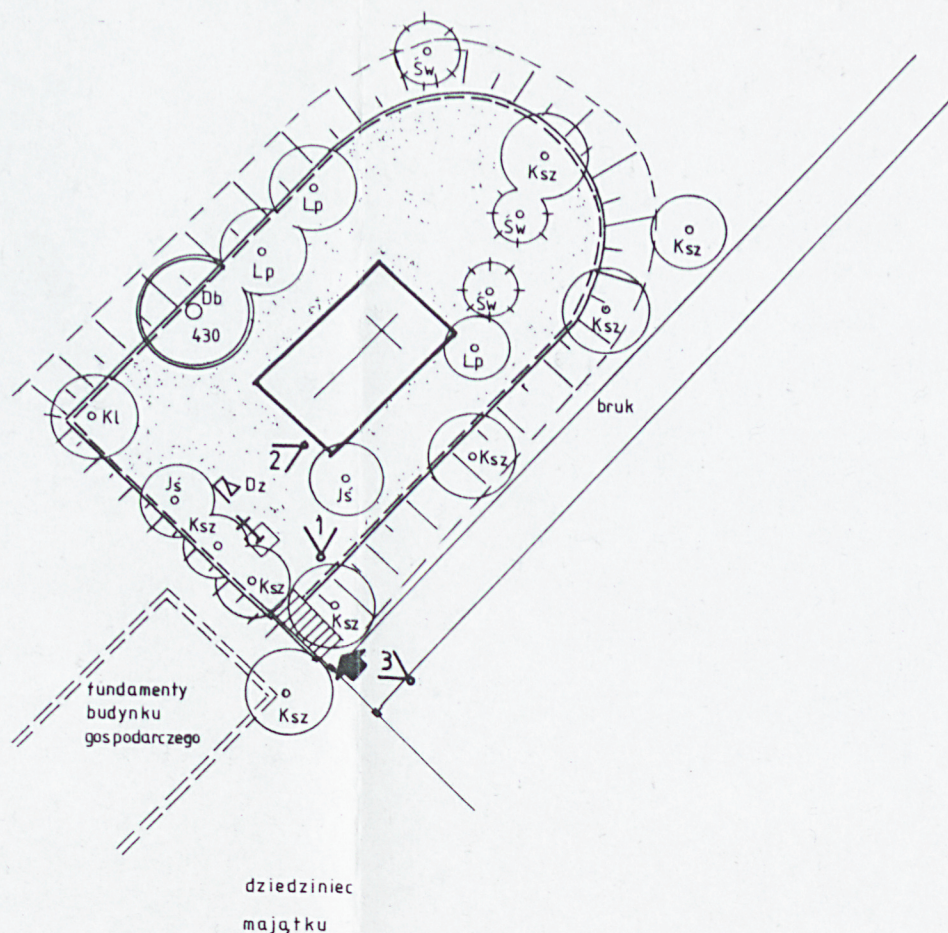 Św
Ksz
Lp
Św
Ksz
Lp
Św
Db
430
Ksz
Lp
bruk
Kl
2
Ksz
Jś
Dz
Jś
Ksz
1
Ksz
Ksz
3
Ksz
fundamenty
budynku
gospodarczego
dziedziniec
majątku